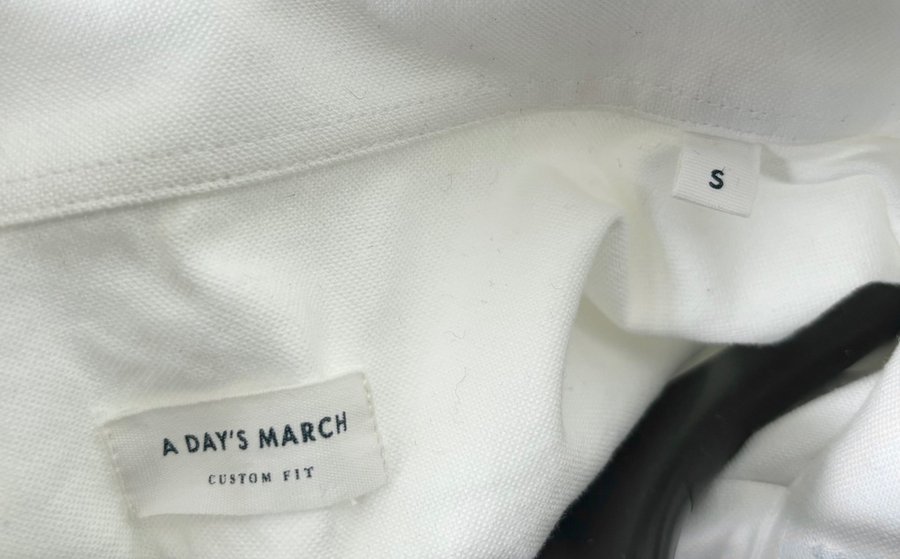 S
A DAY'S MARCH
CUSTOM FIT